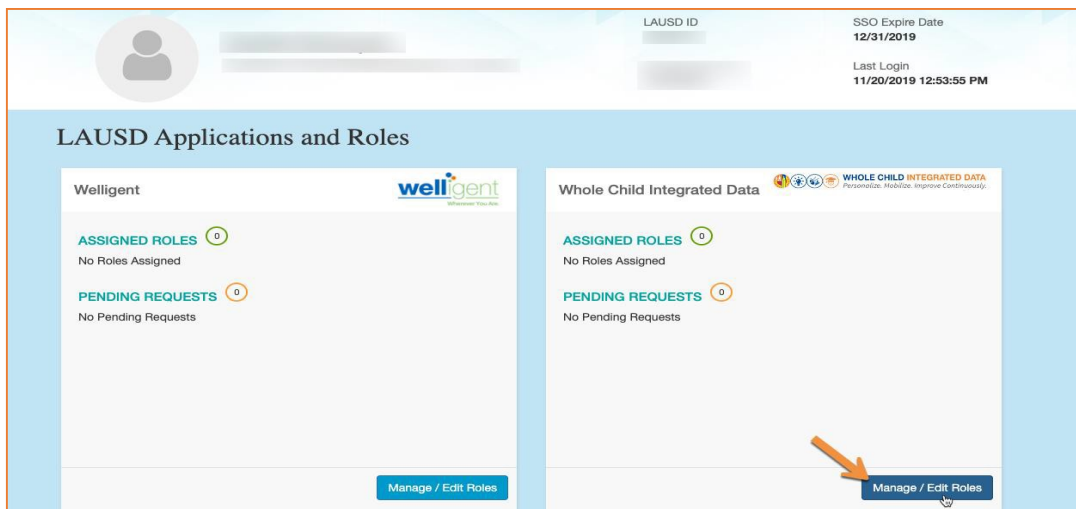 LAUSD ID
SSO Expire Date
12/31/2019
Last Login
11/20/2019 12:53:55 PM
LAUSD Applications and Roles
Welligent
welligent
Wherever You Are
ASSIGNED ROLES 0
No Roles Assigned
PENDING REQUESTS 0
No Pending Requests
Manage / Edit Roles
Whole Child Integrated Data
WHOLE CHILD INTEGRATED DATA
Personalize. Mobilize. Improve Continuously.
ASSIGNED ROLES 0
No Roles Assigned
PENDING REQUESTS 0
No Pending Requests
Manage / Edit Roles